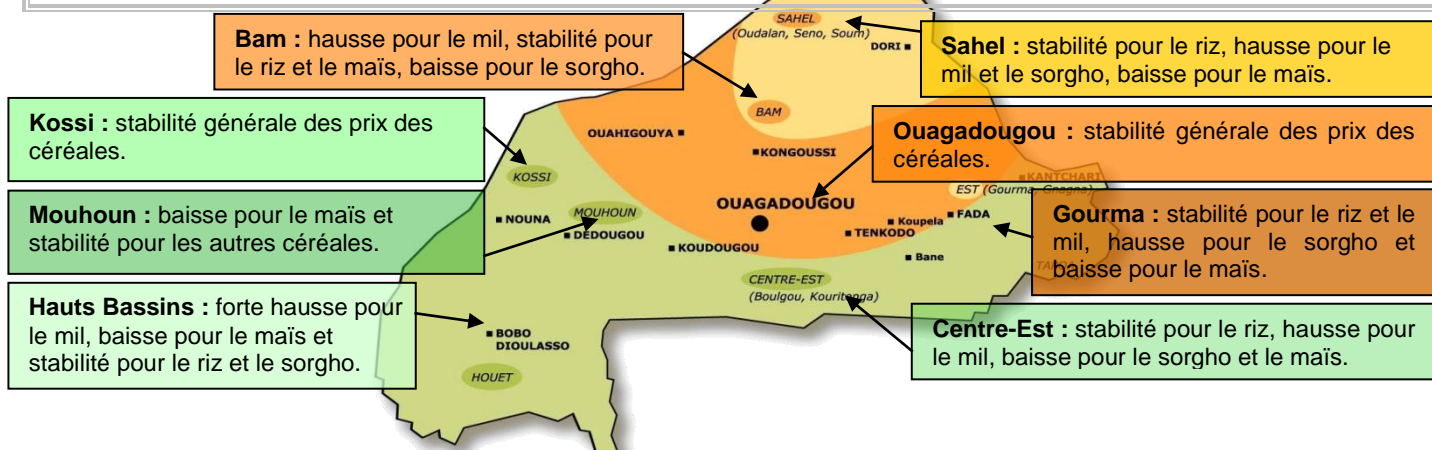 SAHEL
(Oudalan, Seno, Soum)
DORI
Bam : hausse pour le mil, stabilité pour
le riz et le maïs, baisse pour le sorgho.
Sahel : stabilité pour le riz, hausse pour le
mil et le sorgho, baisse pour le maïs.
BAM
Kossi : stabilité générale des prix des
céréales.
OUAHIGOUYA
KONGOUSSI
Ouagadougou : stabilité générale des prix des
céréales.
KOSSI
KANTCHARI
EST (Gourma, Gnagna)
Mouhoun : baisse pour le maïs et
stabilité pour les autres céréales.
NOUNA
MOUHOUN
DÉDOUGOU
OUAGADOUGOU
KOUDOUGOU
Koupela
FADA
TENKODO
Bane
Gourma : stabilité pour le riz et le
mil, hausse pour le sorgho et
baisse pour le maïs.
CENTRE-EST
(Boulgou, Kouritenga)
Hauts Bassins : forte hausse pour
le mil, baisse pour le maïs et
stabilité pour le riz et le sorgho.
BOBO
DIOULASSO
HOUET
Centre-Est : stabilité pour le riz, hausse pour
le mil, baisse pour le sorgho et le maïs.